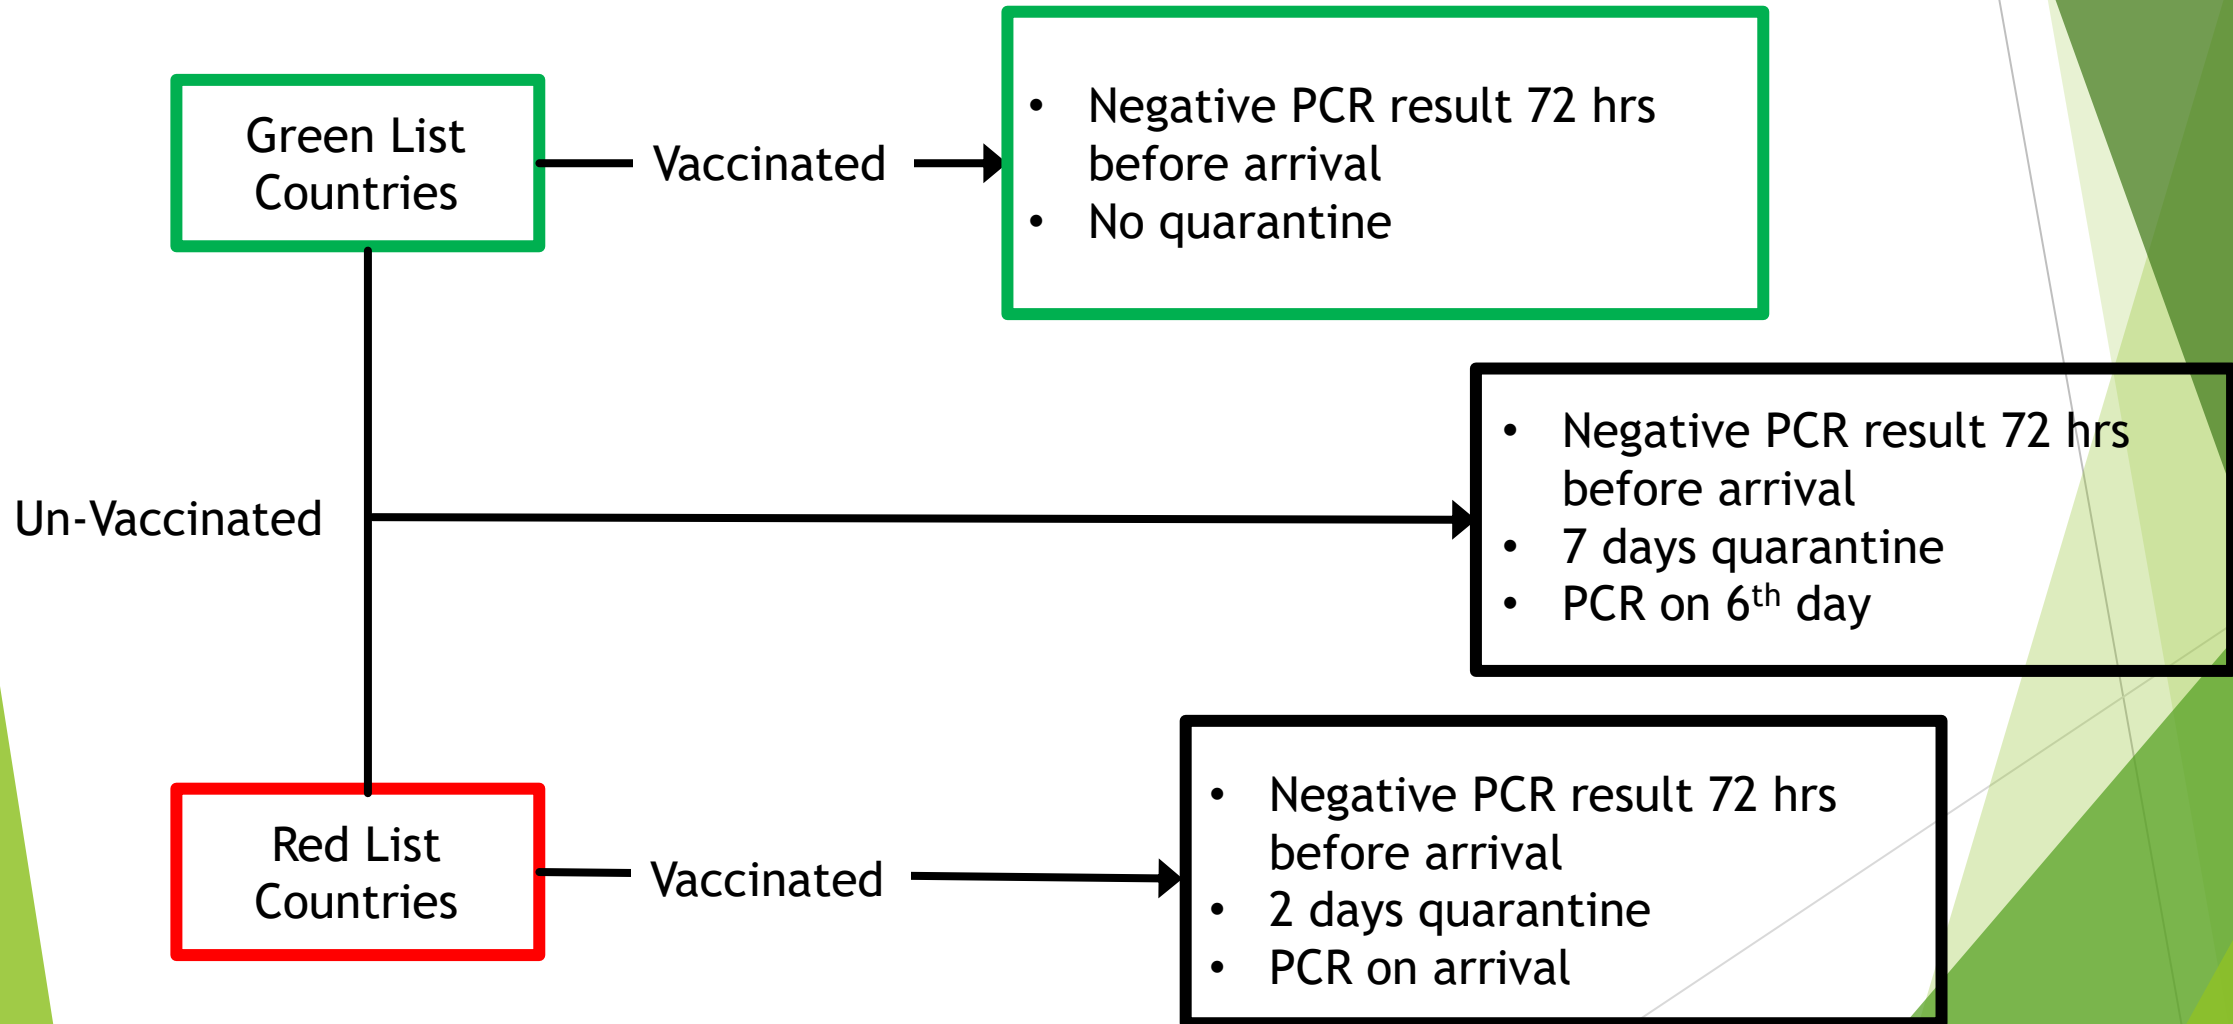 Green List
Countries
Vaccinated
• Negative PCR result 72 hrs
before arrival
• No quarantine
Un-Vaccinated
• Negative PCR result 72 hrs
before arrival
• 7 days quarantine
• PCR on 6th day
Red List
Countries
Vaccinated
• Negative PCR result 72 hrs
before arrival
• 2 days quarantine
• PCR on arrival